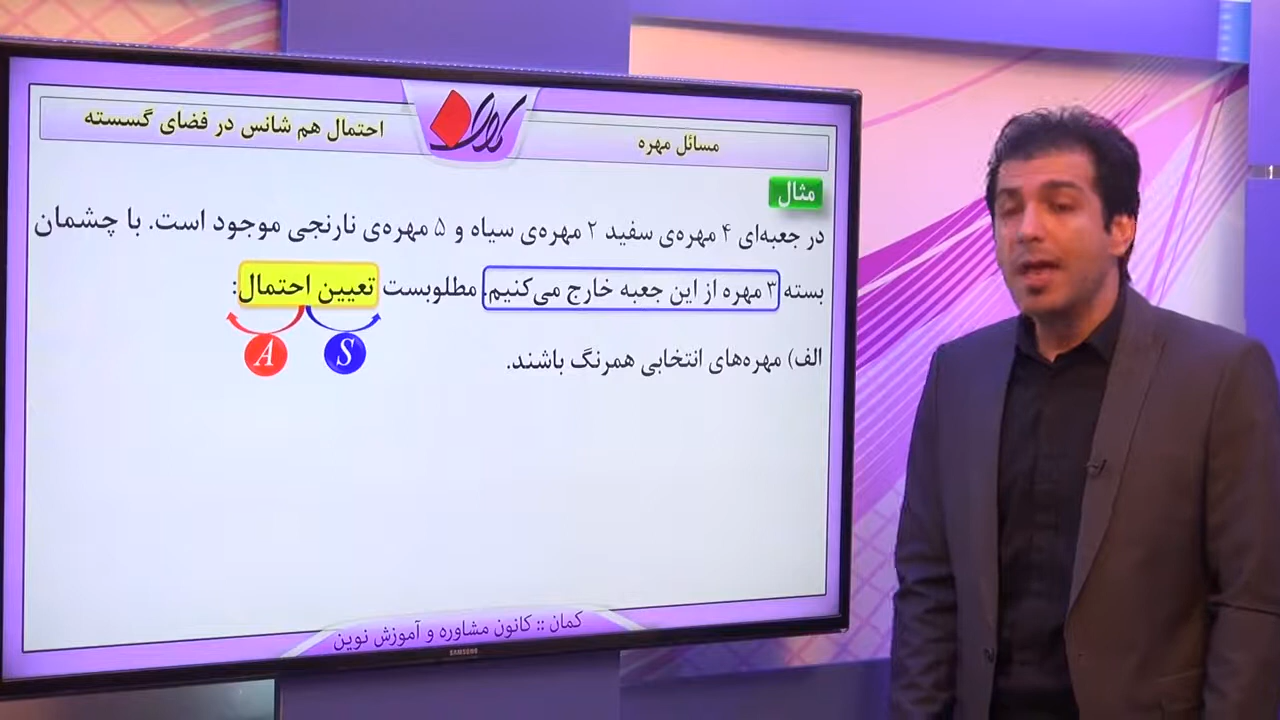 مسائل مهره
کمان
احتمال هم شانس در فضای گسسته
مثال
در جعبه‌ای ۴ مهره‌ی سفید ۲ مهره‌ی سیاه و ۵ مهره‌ی نارنجی موجود است. با چشمان
بسته ۳ مهره از این جعبه خارج می‌کنیم. مطلوبست تعیین احتمال:
S A
الف) مهره‌های انتخابی همرنگ باشند.
کمان :: کانون مشاوره و آموزش نوین
SAMSUNG